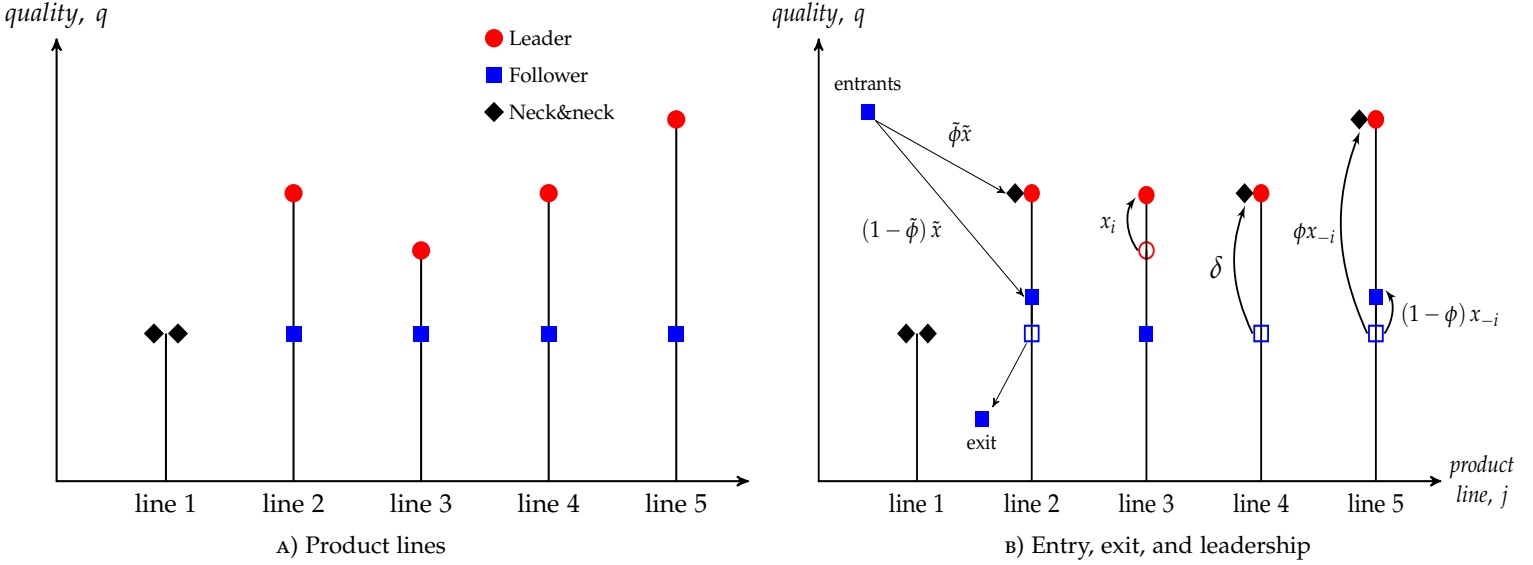 quality, q
Leader
Follower
Neck&neck
line 1 line 2 line 3 line 4 line 5
A) Product lines
quality, q
entrants
ϕ̃x̃
(1 − ϕ̃) x̃
exit
x_i
δ
ϕx_{−i}
(1 − ϕ) x_{−i}
line 1 line 2 line 3 line 4 line 5
product
line, j
B) Entry, exit, and leadership